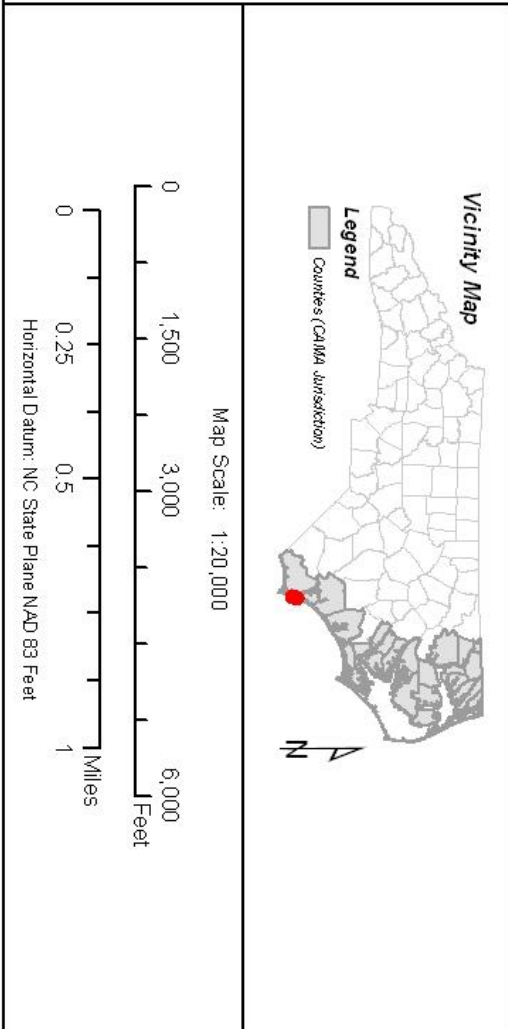 Vicinity Map
Legend
Counties (CAMA Jurisdiction)
N
Map Scale: 1:20,000
0 1,500 3,000 6,000
Feet
0 0.25 0.5 1
Miles
Horizontal Datum: NC State Plane NAD 83 Feet